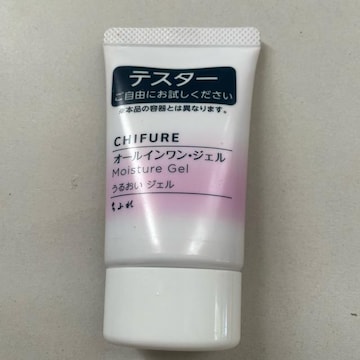 テスター
ご自由にお試しください
※本品の容器とは異なります。
CHIFURE
オールインワン・ジェル
Moisture Gel
うるおい ジェル
ちふれ